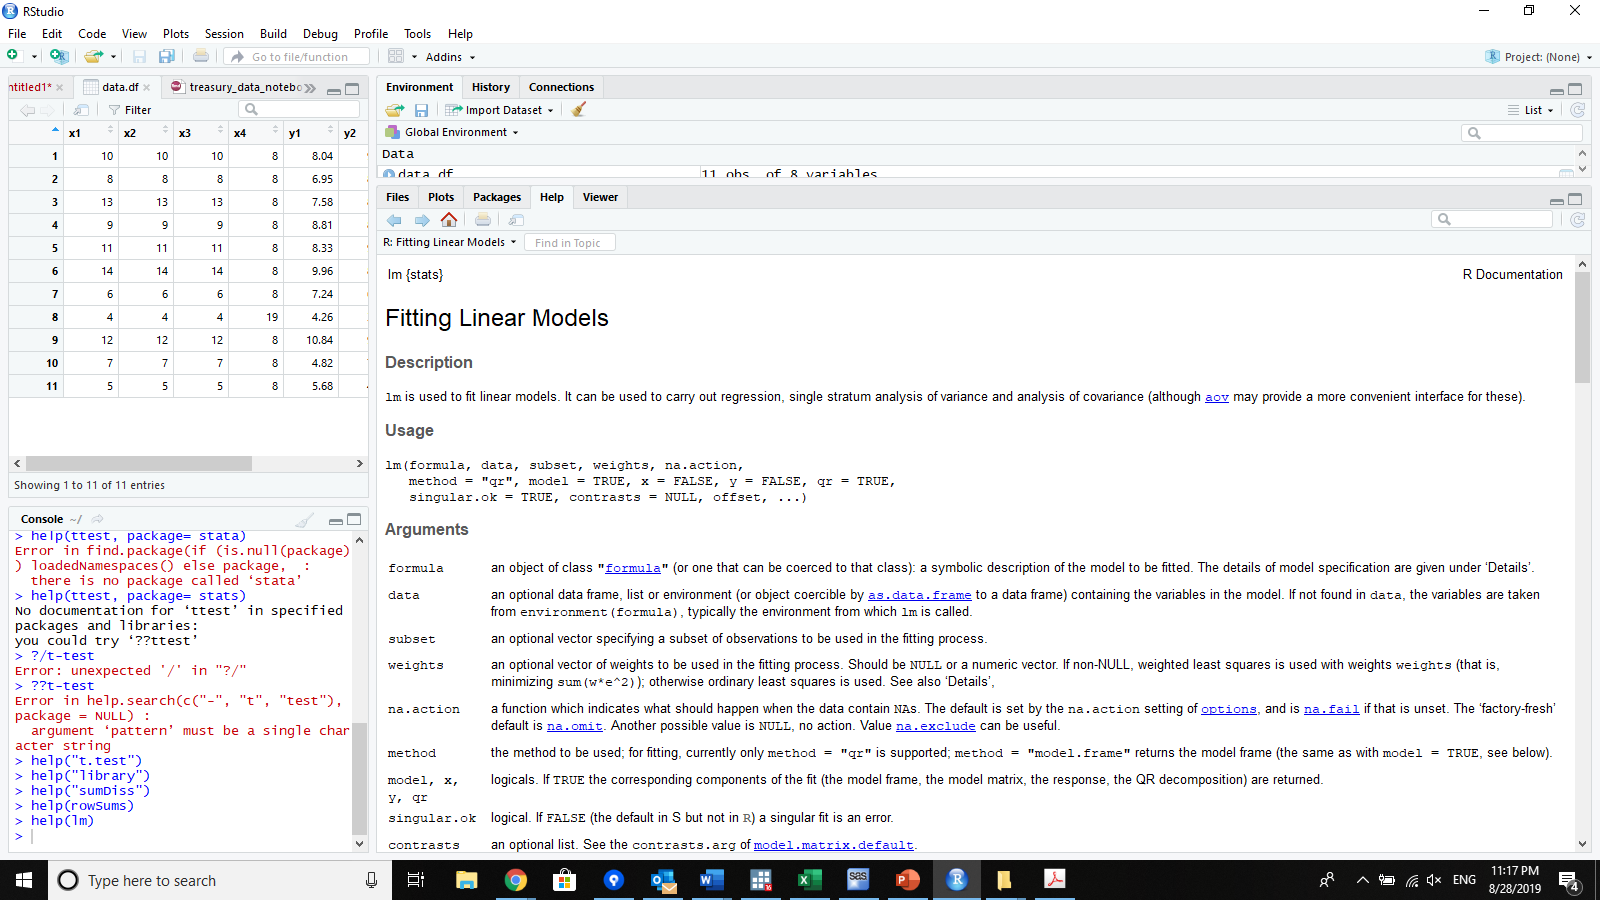 RStudio
File Edit Code View Plots Session Build Debug Profile Tools Help
Go to file/function Addins Project: (None)
ntitled1* data.df treasury_data_notebo
Filter
x1 x2 x3 x4 y1 y2
1 10 10 10 8 8.04
2 8 8 8 8 6.95
3 13 13 13 8 7.58
4 9 9 9 8 8.81
5 11 11 11 8 8.33
6 14 14 14 8 9.96
7 6 6 6 8 7.24
8 4 4 4 19 4.26
9 12 12 12 8 10.84
10 7 7 7 8 4.82
11 5 5 5 8 5.68
Showing 1 to 11 of 11 entries
Console ~/
> help(ttest, package= stata)
Error in find.package(if (is.null(package)
) loadedNamespaces() else package, :
there is no package called ‘stata’
> help(ttest, package= stats)
No documentation for ‘ttest’ in specified
packages and libraries:
you could try ‘??ttest’
> ?/t-test
Error: unexpected '/' in "?/"
> ??t-test
Error in help.search(c("-", "t", "test"),
package = NULL) :
argument ‘pattern’ must be a single char
acter string
> help("t.test")
> help("library")
> help("sumDiss")
> help(rowSums)
> help(lm)
>
Environment History Connections
Import Dataset List
Global Environment
Data
data.df 11 obs. of 8 variables
Files Plots Packages Help Viewer
R: Fitting Linear Models Find in Topic
lm {stats} R Documentation
Fitting Linear Models
Description
lm is used to fit linear models. It can be used to carry out regression, single stratum analysis of variance and analysis of covariance (although aov may provide a more convenient interface for these).
Usage
lm(formula, data, subset, weights, na.action,
method = "qr", model = TRUE, x = FALSE, y = FALSE, qr = TRUE,
singular.ok = TRUE, contrasts = NULL, offset, ...)
Arguments
formula an object of class "formula" (or one that can be coerced to that class): a symbolic description of the model to be fitted. The details of model specification are given under ‘Details’.
data an optional data frame, list or environment (or object coercible by as.data.frame to a data frame) containing the variables in the model. If not found in data, the variables are taken
from environment(formula), typically the environment from which lm is called.
subset an optional vector specifying a subset of observations to be used in the fitting process.
weights an optional vector of weights to be used in the fitting process. Should be NULL or a numeric vector. If non-NULL, weighted least squares is used with weights weights (that is,
minimizing sum(w*e^2)); otherwise ordinary least squares is used. See also ‘Details’,
na.action a function which indicates what should happen when the data contain NAs. The default is set by the na.action setting of options, and is na.fail if that is unset. The ‘factory-fresh’
default is na.omit. Another possible value is NULL, no action. Value na.exclude can be useful.
method the method to be used; for fitting, currently only method = "qr" is supported; method = "model.frame" returns the model frame (the same as with model = TRUE, see below).
model, x, logicals. If TRUE the corresponding components of the fit (the model frame, the model matrix, the response, the QR decomposition) are returned.
y, qr
singular.ok logical. If FALSE (the default in S but not in R) a singular fit is an error.
contrasts an optional list. See the contrasts.arg of model.matrix.default.
Type here to search
ENG 11:17 PM
8/28/2019 4